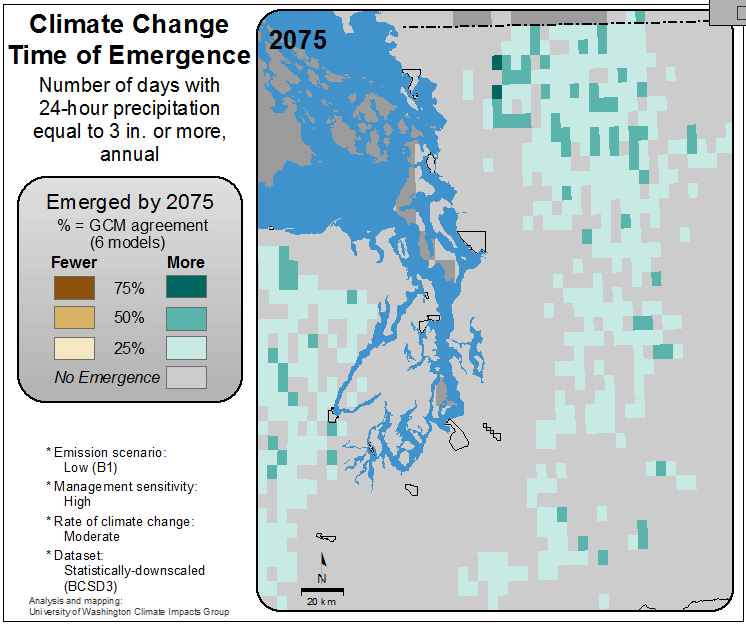 Climate Change
Time of Emergence
Number of days with
24-hour precipitation
equal to 3 in. or more,
annual
Emerged by 2075
% = GCM agreement
(6 models)
Fewer More
75%
50%
25%
No Emergence
* Emission scenario:
Low (B1)
* Management sensitivity:
High
* Rate of climate change:
Moderate
* Dataset:
Statistically-downscaled
(BCSD3)
Analysis and mapping:
University of Washington Climate Impacts Group
2075
N
20 km